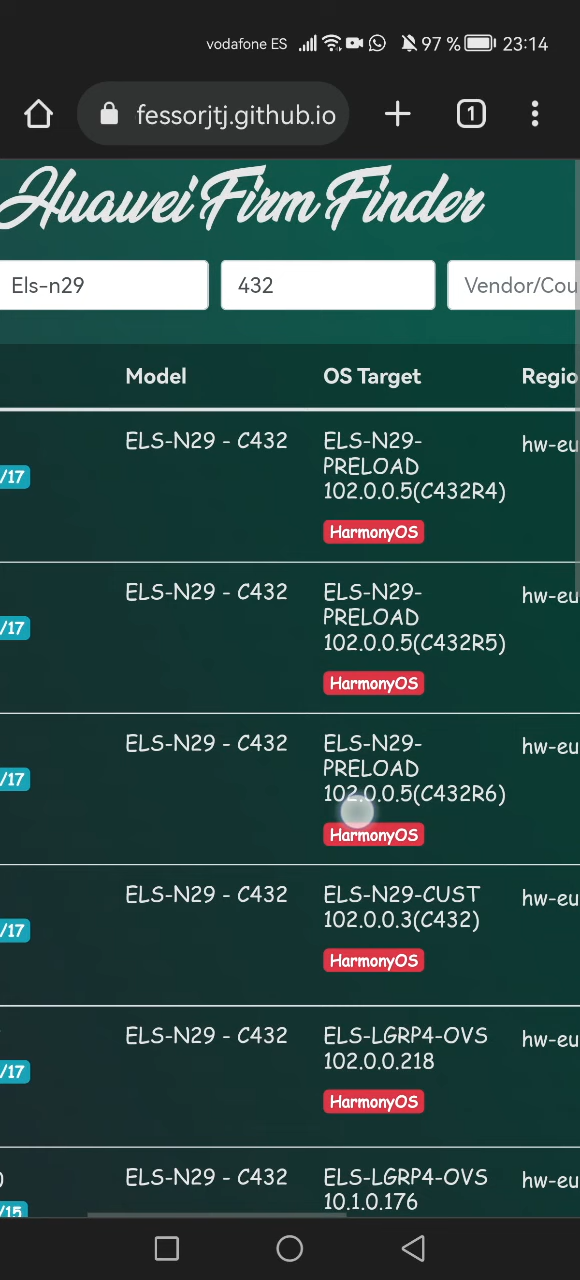 vodafone ES 97 % 23:14
fessorjtj.github.io 1
Huawei Firm Finder
Els-n29 432 Vendor/Cou
Model OS Target Regio
ELS-N29 - C432 ELS-N29- hw-eu
PRELOAD
/17 102.0.0.5(C432R4)
HarmonyOS
ELS-N29 - C432 ELS-N29- hw-eu
PRELOAD
/17 102.0.0.5(C432R5)
HarmonyOS
ELS-N29 - C432 ELS-N29- hw-eu
PRELOAD
/17 102.0.0.5(C432R6)
HarmonyOS
ELS-N29 - C432 ELS-N29-CUST hw-eu
/17 102.0.0.3(C432)
HarmonyOS
ELS-N29 - C432 ELS-LGRP4-OVS hw-eu
/17 102.0.0.218
HarmonyOS
0 ELS-N29 - C432 ELS-LGRP4-OVS hw-eu
/15 10.1.0.176